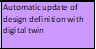 Automatic update of
design definition with
digital twin